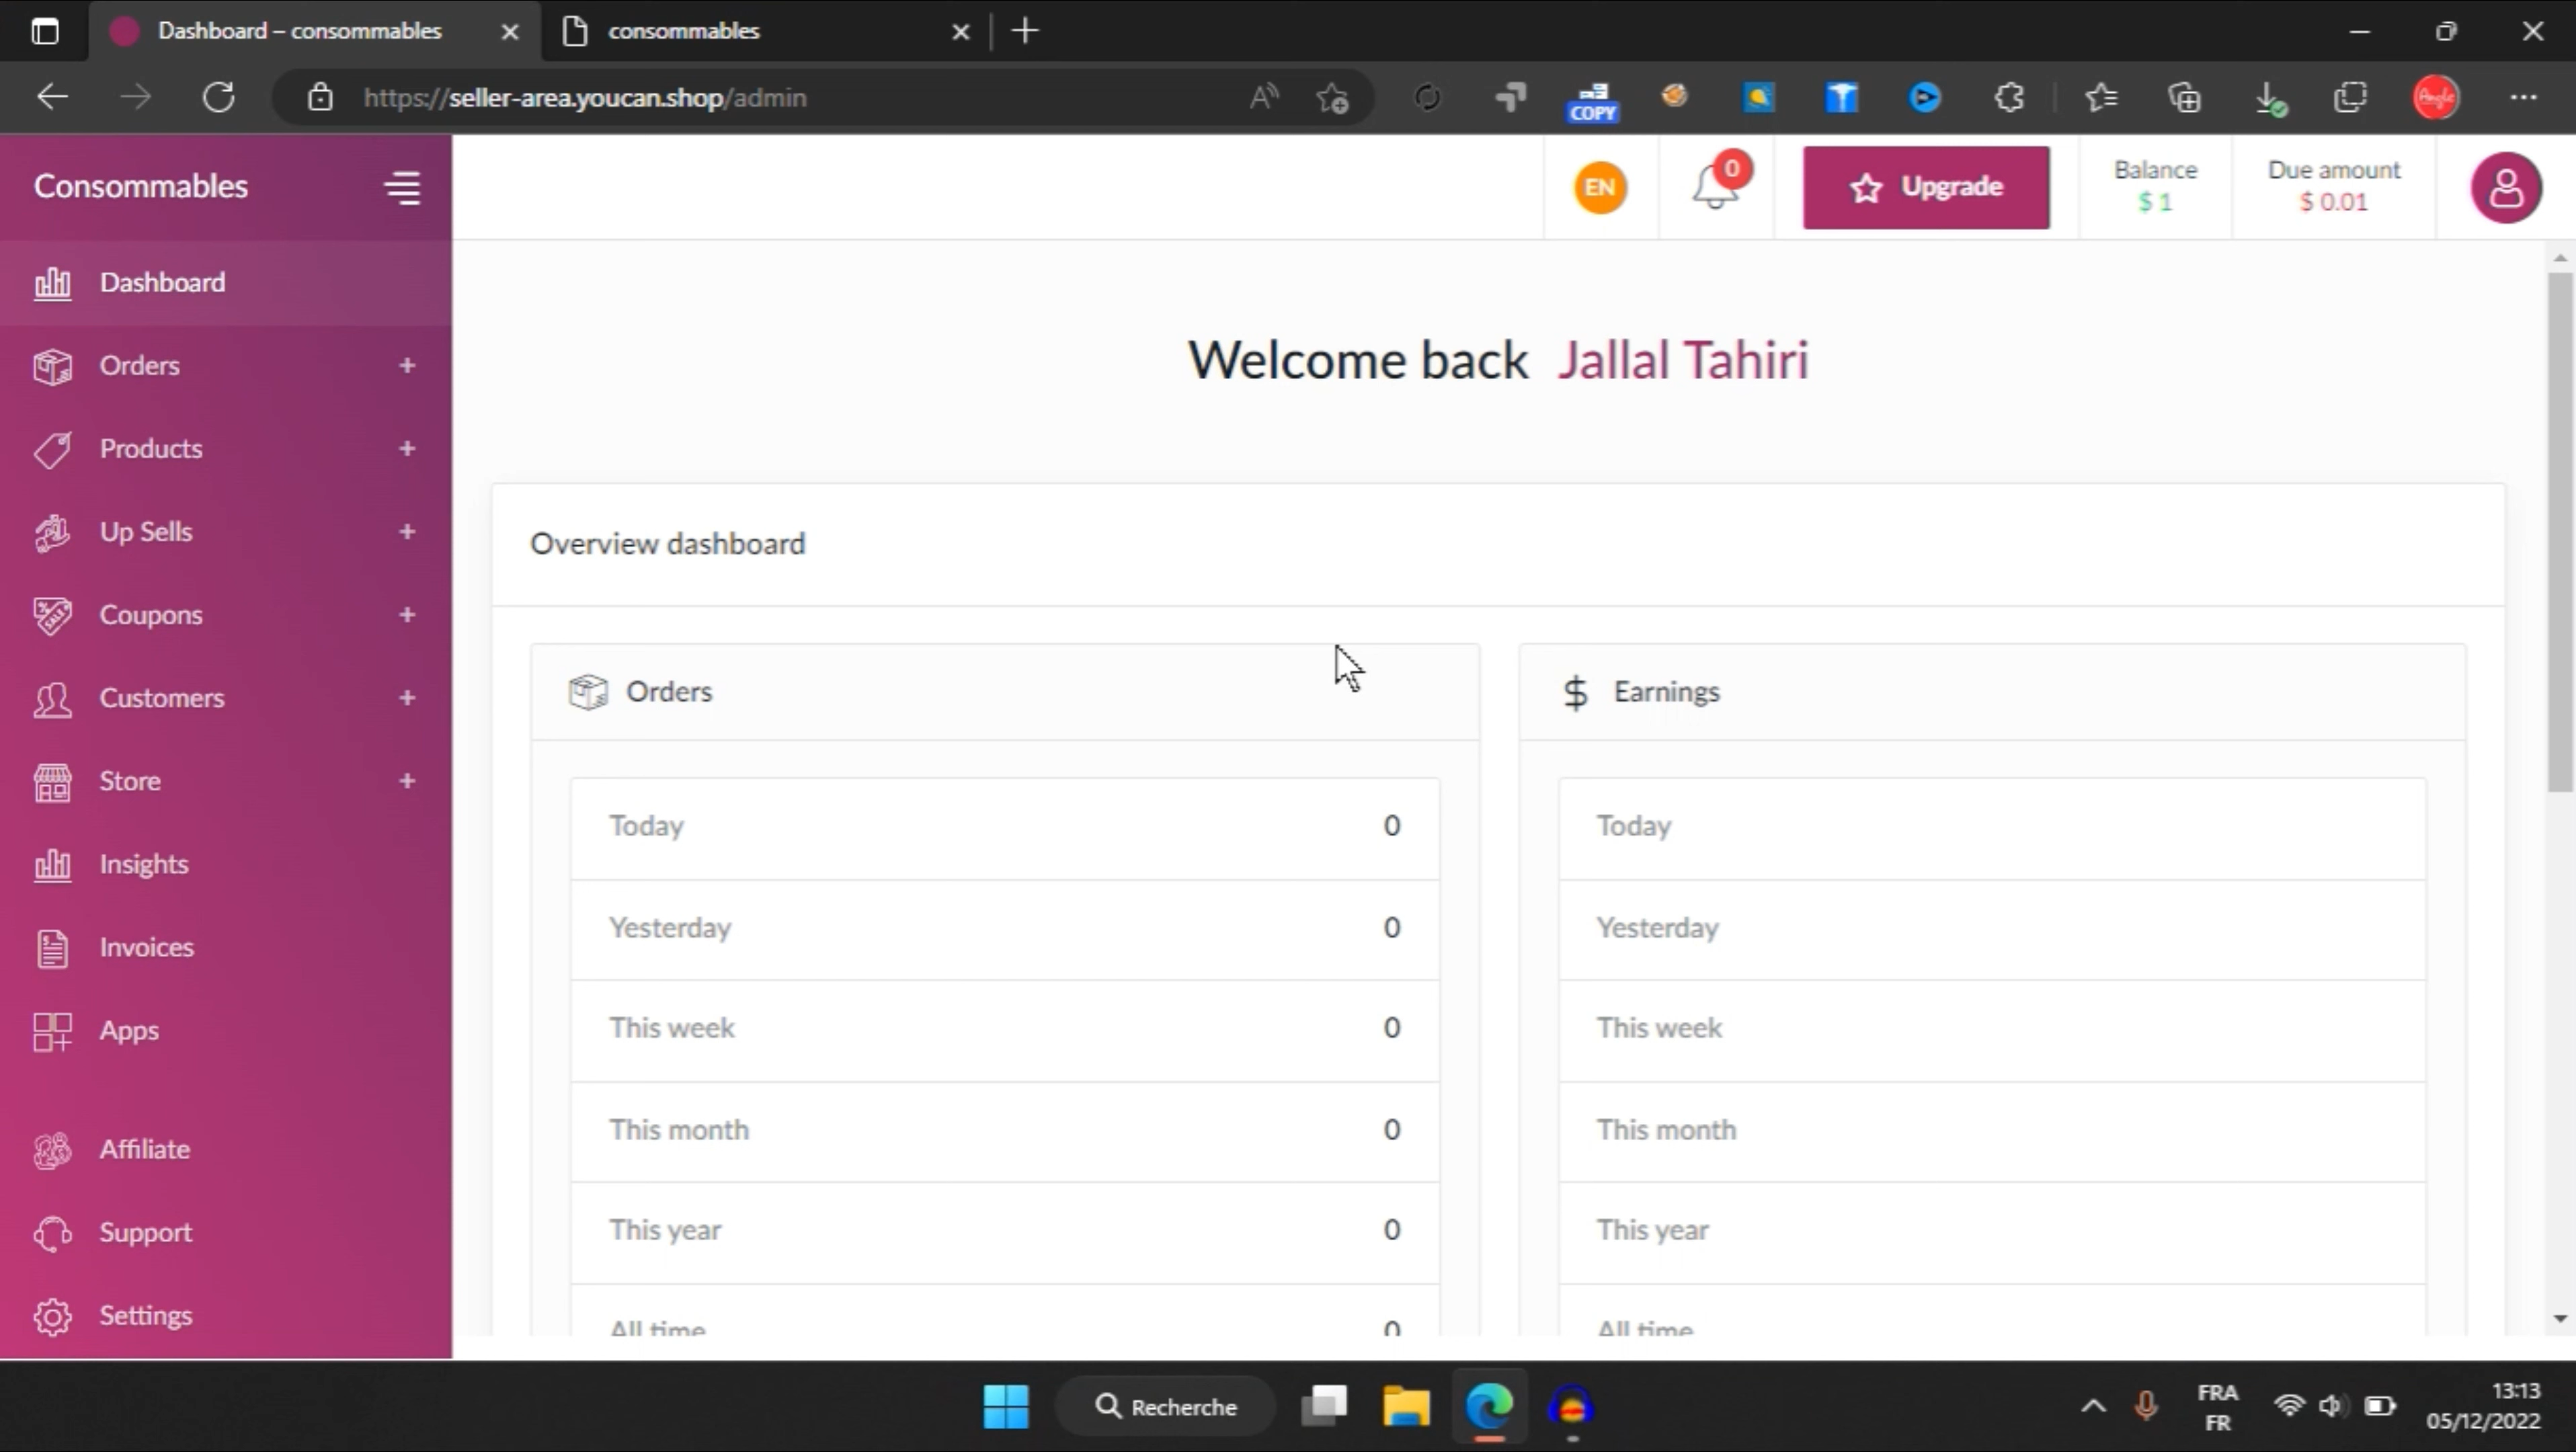 Dashboard – consommables
consommables
https://seller-area.youcan.shop/admin
COPY
Angle
Consommables
EN
0
Upgrade
Balance
$ 1
Due amount
$ 0.01
Dashboard
Orders
Products
Up Sells
Coupons
Customers
Store
Insights
Invoices
Apps
Affiliate
Support
Settings
Welcome back Jallal Tahiri
Overview dashboard
Orders
Today 0
Yesterday 0
This week 0
This month 0
This year 0
All time 0
Earnings
Today
Yesterday
This week
This month
This year
All time
Recherche
FRA
FR
13:13
05/12/2022